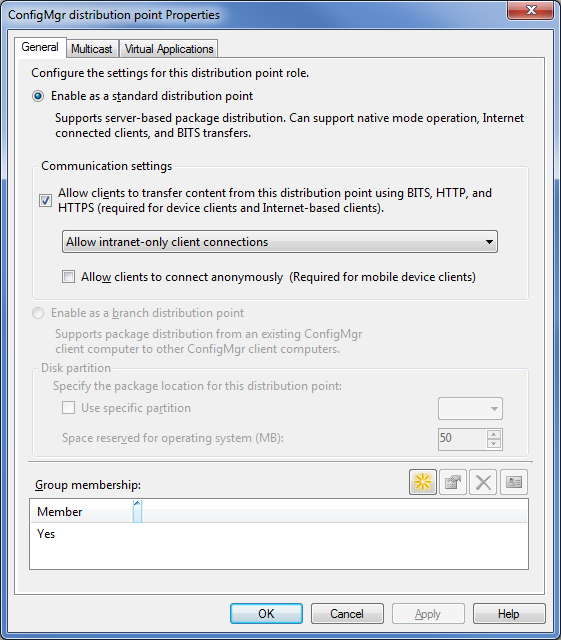 ConfigMgr distribution point Properties
General
Multicast
Virtual Applications
Configure the settings for this distribution point role.
Enable as a standard distribution point
Supports server-based package distribution. Can support native mode operation, Internet
connected clients, and BITS transfers.
Communication settings
Allow clients to transfer content from this distribution point using BITS, HTTP, and
HTTPS (required for device clients and Internet-based clients).
Allow intranet-only client connections
Allow clients to connect anonymously (Required for mobile device clients)
Enable as a branch distribution point
Supports package distribution from an existing ConfigMgr
client computer to other ConfigMgr client computers.
Disk partition
Specify the package location for this distribution point:
Use specific partition
Space reserved for operating system (MB):
50
Group membership:
Member
Yes
OK
Cancel
Apply
Help